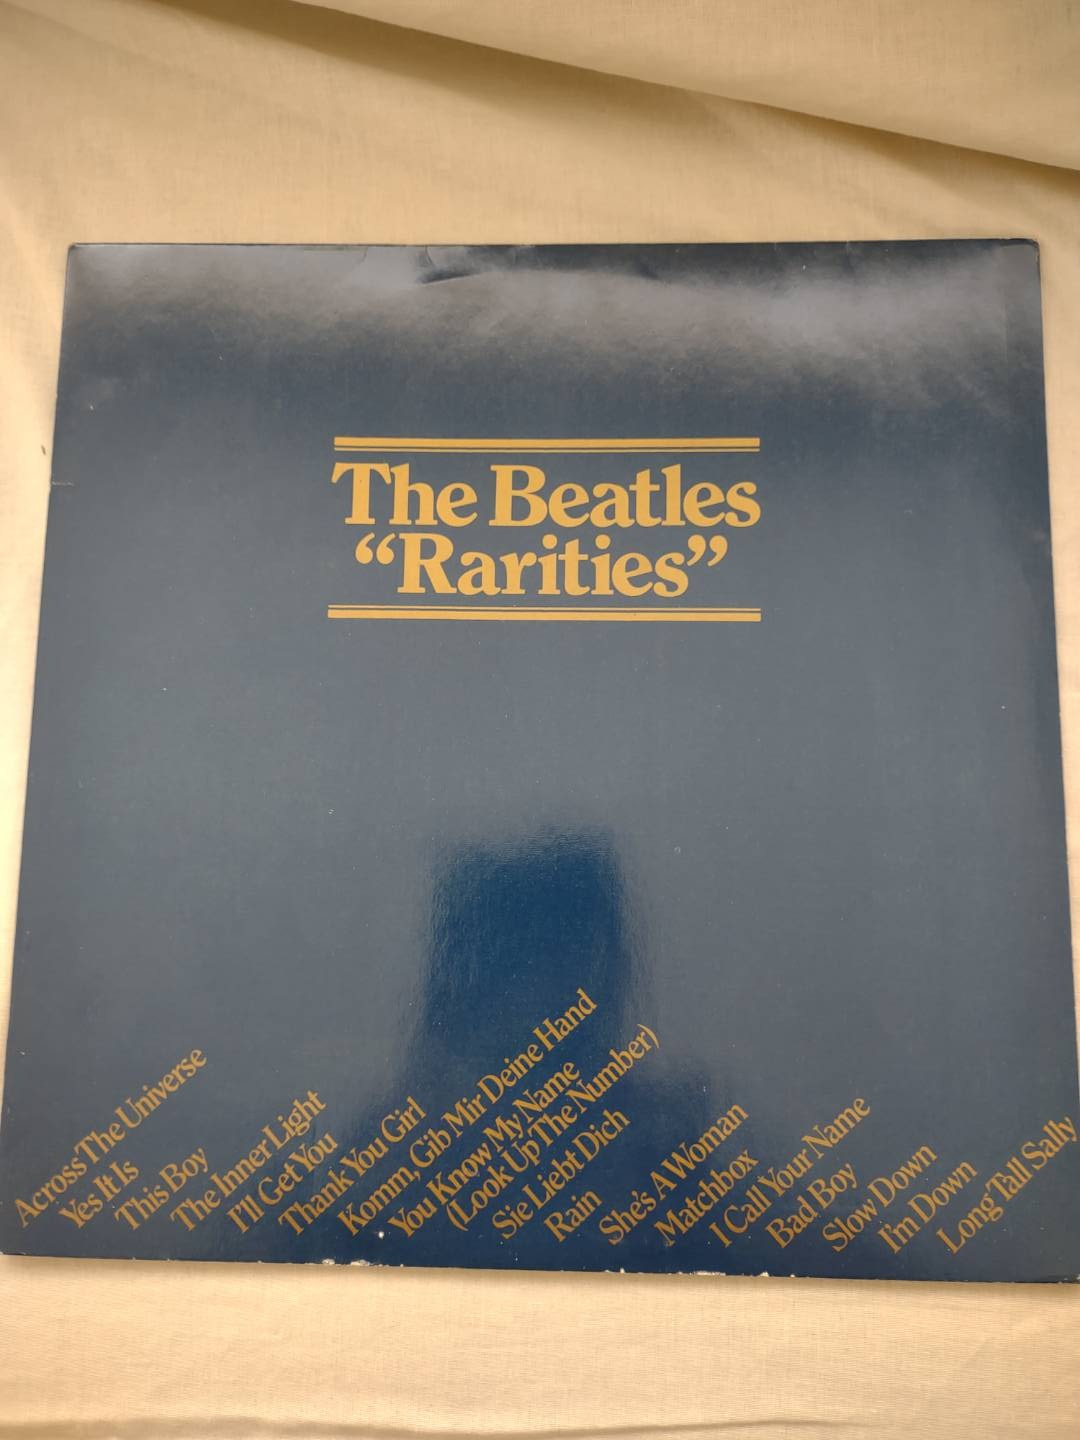 The Beatles
“Rarities”
Across The Universe
Yes It Is
This Boy
The Inner Light
I'll Get You
Thank You Girl
Komm, Gib Mir Deine Hand
You Know My Name
(Look Up The Number)
Sie Liebt Dich
Rain
She's A Woman
Matchbox
I Call Your Name
Bad Boy
Slow Down
I'm Down
Long Tall Sally